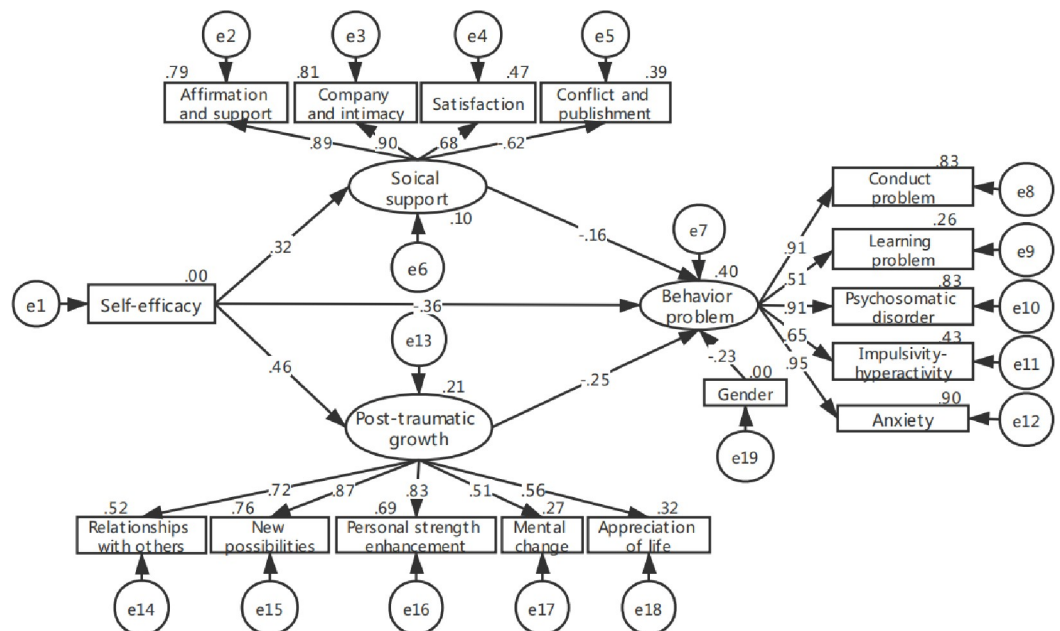 e2
e3
e4
e5
.79
.81
.47
.39
Affirmation
and support
Company
and intimacy
Satisfaction
Conflict and
publishment
.89
.90
.68
-.62
Soical
support
.10
e6
.32
-.16
e7
.40
Behavior
problem
.83
Conduct
problem
e8
.26
Learning
problem
e9
.83
Psychosomatic
disorder
e10
.43
Impulsivity-
hyperactivity
e11
.90
Anxiety
e12
.91
.51
.91
.65
.95
e1
.00
Self-efficacy
-.36
e13
.46
.21
Post-traumatic
growth
-.25
-.23
.00
Gender
e19
.72
.87
.83
.51
.56
.52
.76
.69
.27
.32
Relationships
with others
New
possibilities
Personal strength
enhancement
Mental
change
Appreciation
of life
e14
e15
e16
e17
e18